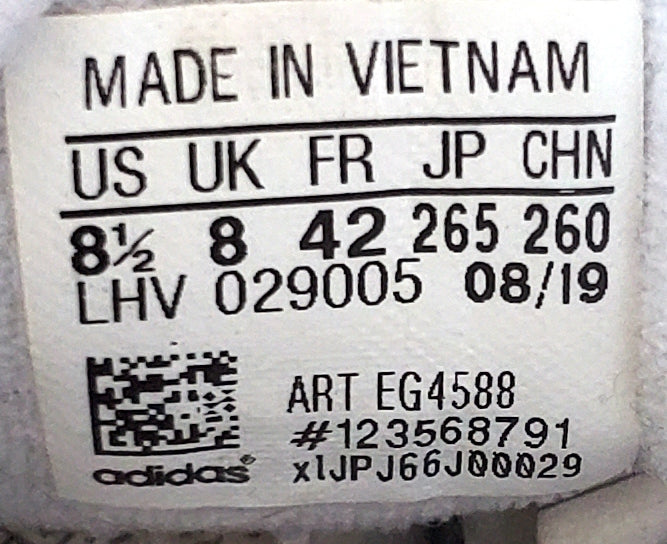 MADE IN VIETNAM
US UK FR JP CHN
8½ 8 42 265 260
LHV 029005 08/19
ART EG4588
#123568791
adidas® x1JPJ66J00029